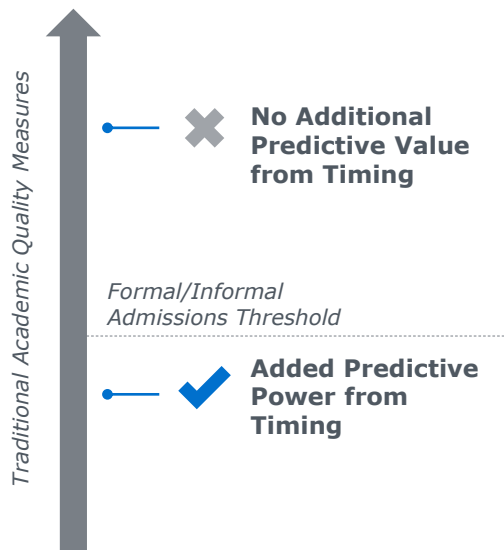 Traditional Academic Quality Measures
No Additional
Predictive Value
from Timing
Formal/Informal
Admissions Threshold
Added Predictive
Power from
Timing